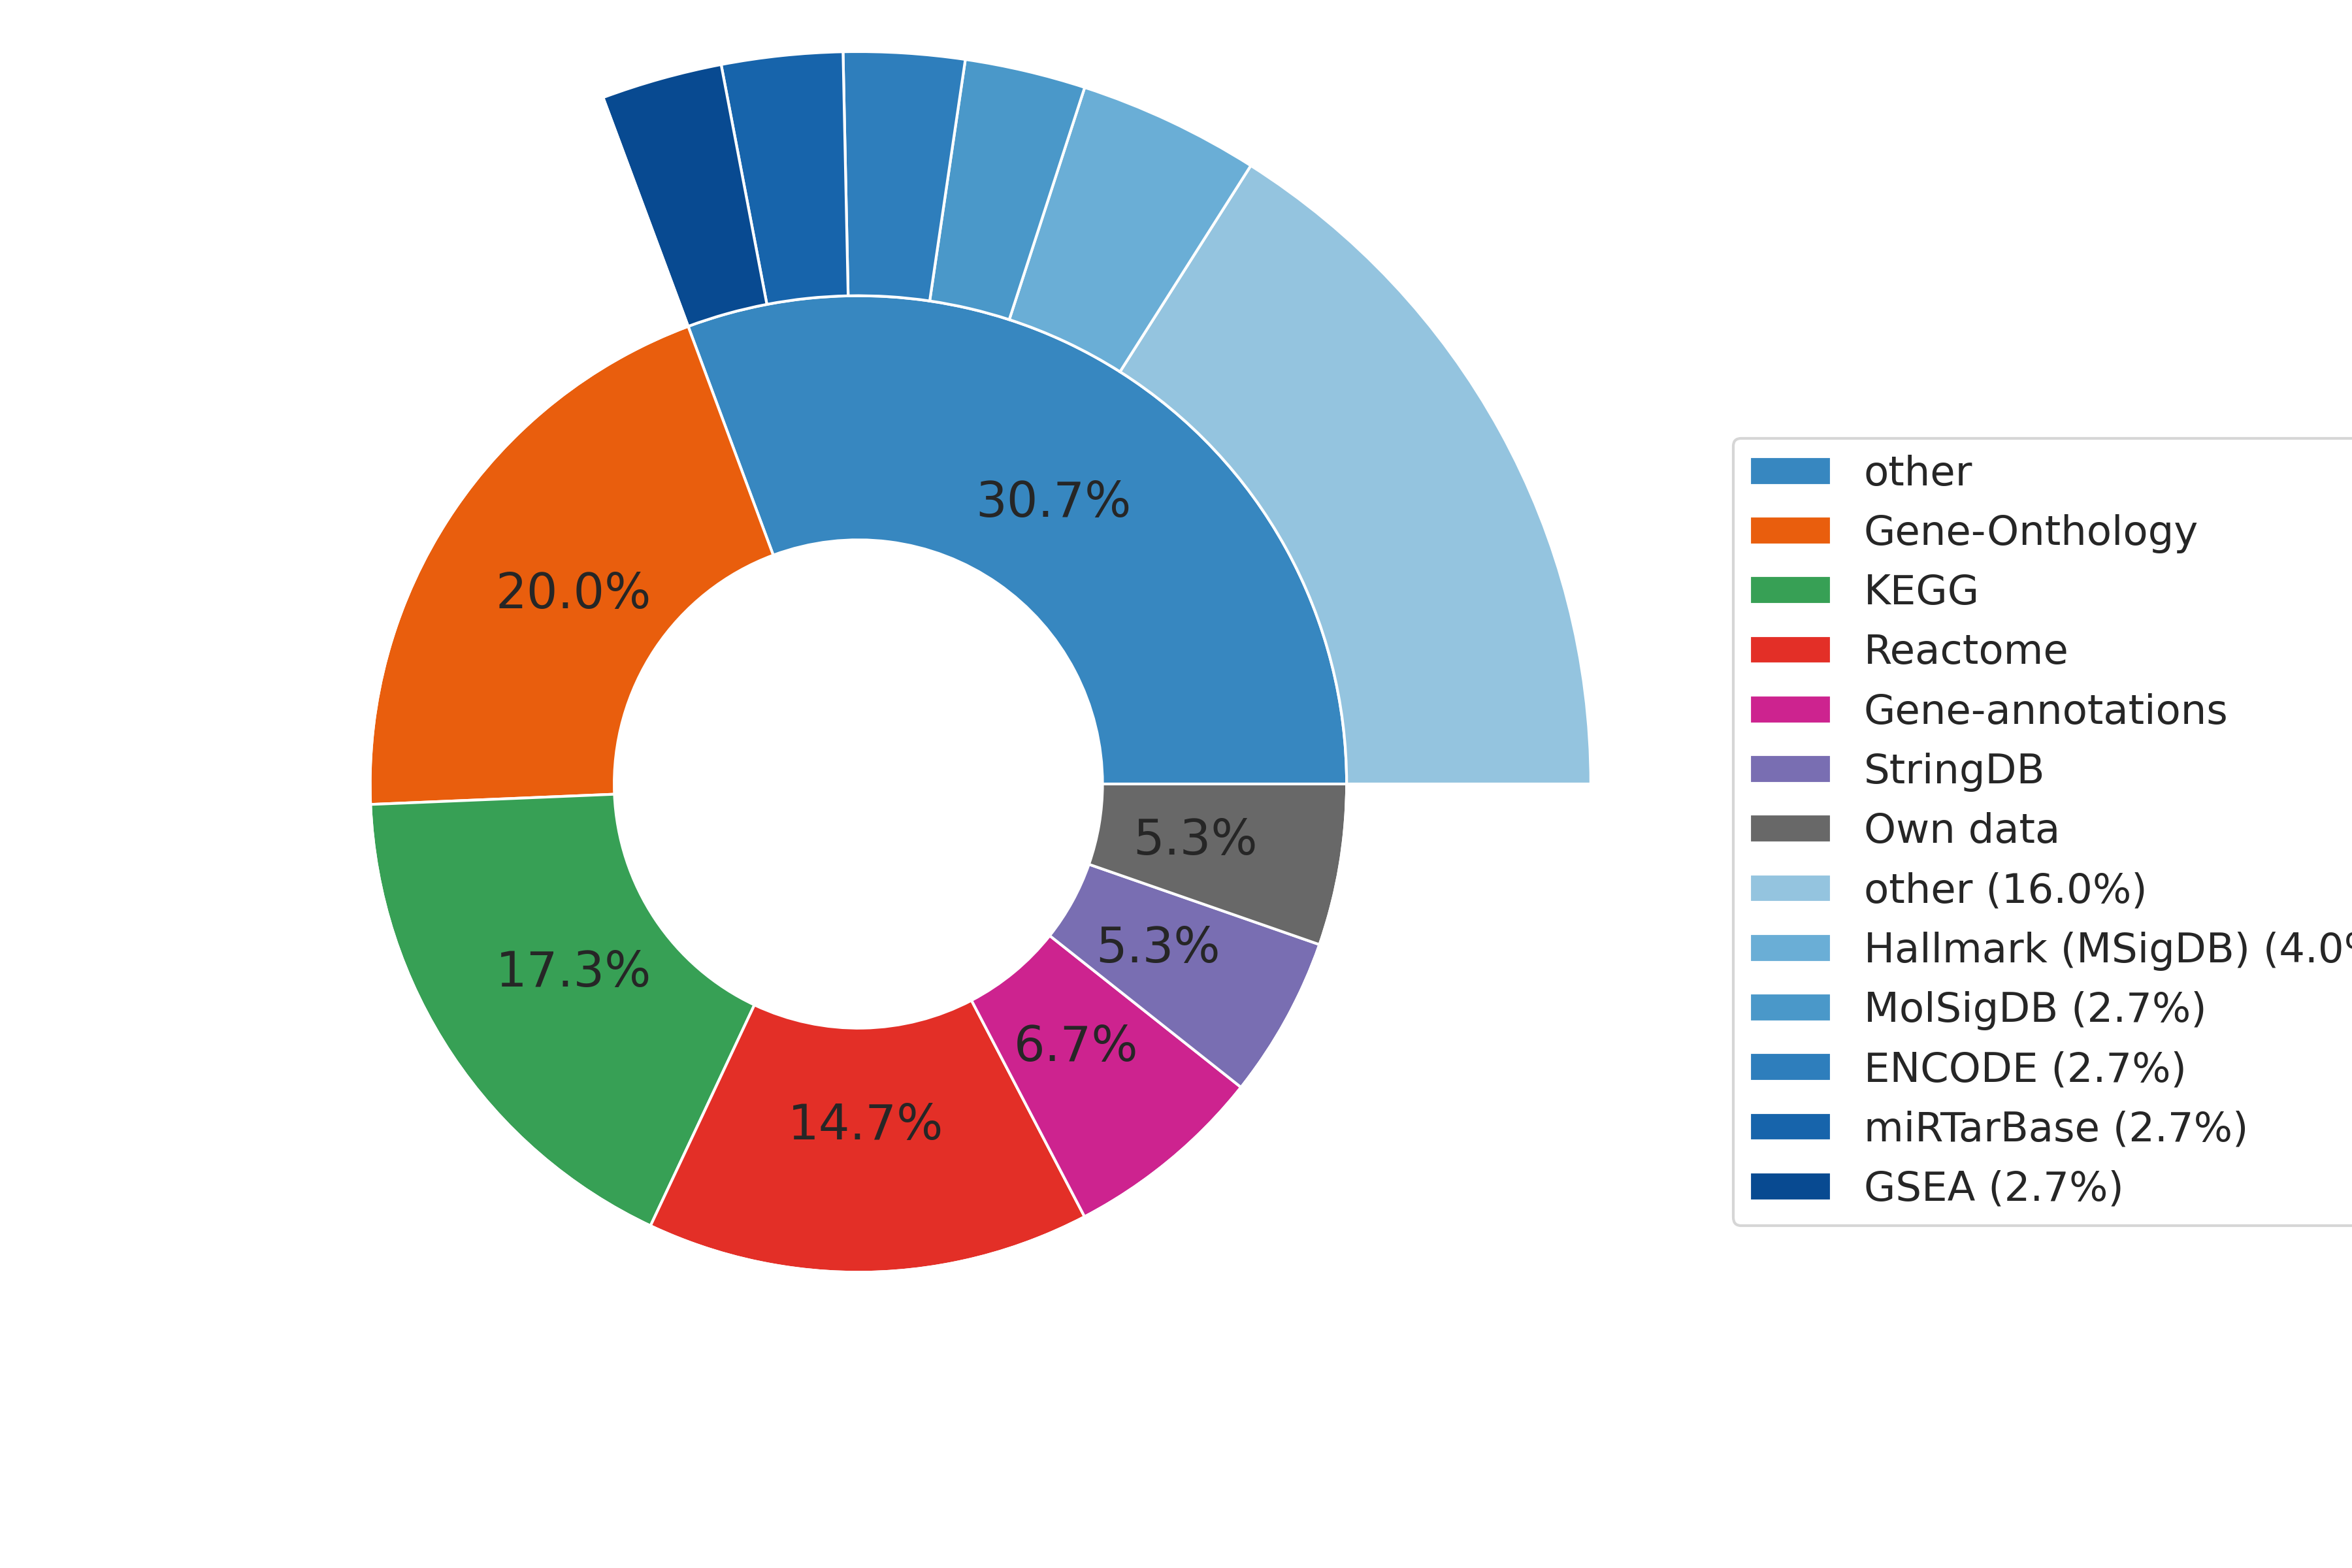 30.7%
20.0%
5.3%
5.3%
17.3%
6.7%
14.7%
other
Gene-Onthology
KEGG
Reactome
Gene-annotations
StringDB
Own data
other (16.0%)
Hallmark (MSigDB) (4.0%
MolSigDB (2.7%)
ENCODE (2.7%)
miRTarBase (2.7%)
GSEA (2.7%)